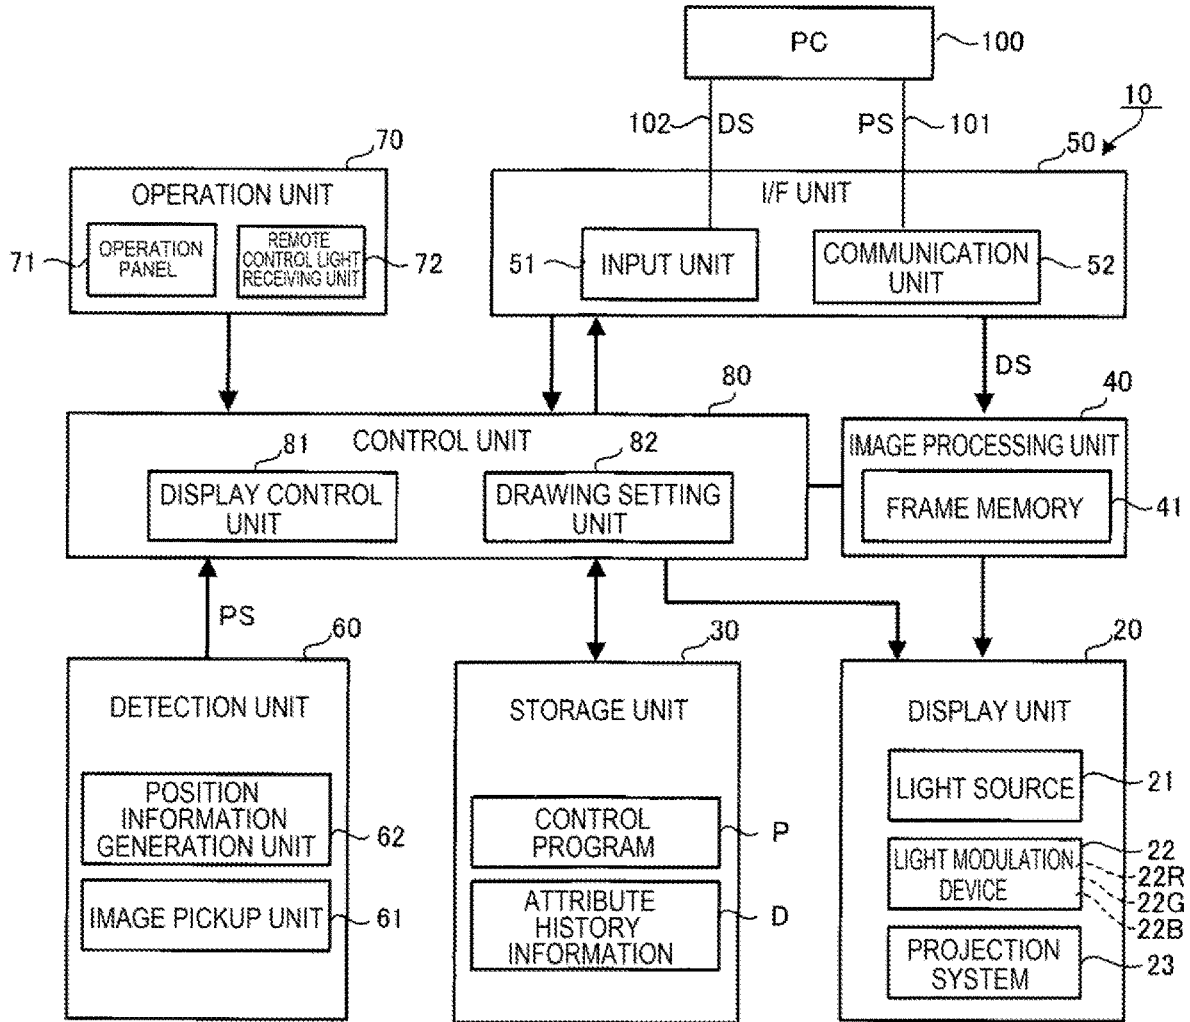 PC
100
10
102
DS
PS
101
70
50
OPERATION UNIT
I/F UNIT
71
OPERATION
PANEL
REMOTE
CONTROL LIGHT
RECEIVING UNIT
72
51
INPUT UNIT
COMMUNICATION
UNIT
52
DS
80
40
CONTROL UNIT
IMAGE PROCESSING UNIT
81
82
DISPLAY CONTROL
UNIT
DRAWING SETTING
UNIT
FRAME MEMORY
41
PS
60
30
20
DETECTION UNIT
STORAGE UNIT
DISPLAY UNIT
LIGHT SOURCE
21
POSITION
INFORMATION
GENERATION UNIT
62
CONTROL
PROGRAM
P
LIGHT MODULATION
DEVICE
22
22R
22G
22B
IMAGE PICKUP UNIT
61
ATTRIBUTE
HISTORY
INFORMATION
D
PROJECTION
SYSTEM
23